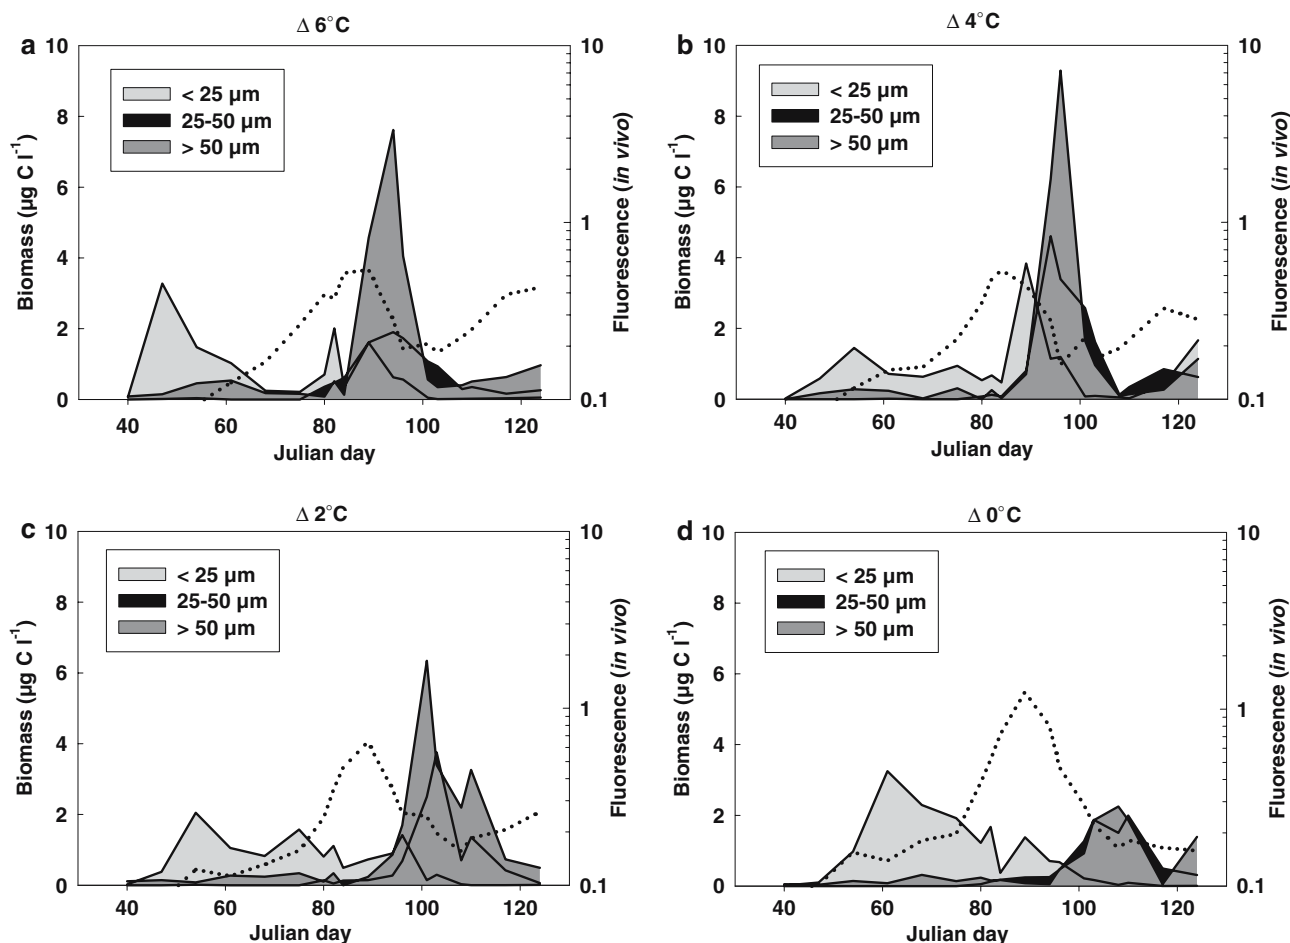 a
Δ 6°C
10
8
6
4
2
0
Biomass (µg C l⁻¹)
< 25 µm
25-50 µm
> 50 µm
10
1
0.1
Fluorescence (in vivo)
40 60 80 100 120
Julian day
b
Δ 4°C
10
8
6
4
2
0
Biomass (µg C l⁻¹)
< 25 µm
25-50 µm
> 50 µm
10
1
0.1
Fluorescence (in vivo)
40 60 80 100 120
Julian day
c
Δ 2°C
10
8
6
4
2
0
Biomass (µg C l⁻¹)
< 25 µm
25-50 µm
> 50 µm
10
1
0.1
Fluorescence (in vivo)
40 60 80 100 120
Julian day
d
Δ 0°C
10
8
6
4
2
0
Biomass (µg C l⁻¹)
< 25 µm
25-50 µm
> 50 µm
10
1
0.1
Fluorescence (in vivo)
40 60 80 100 120
Julian day